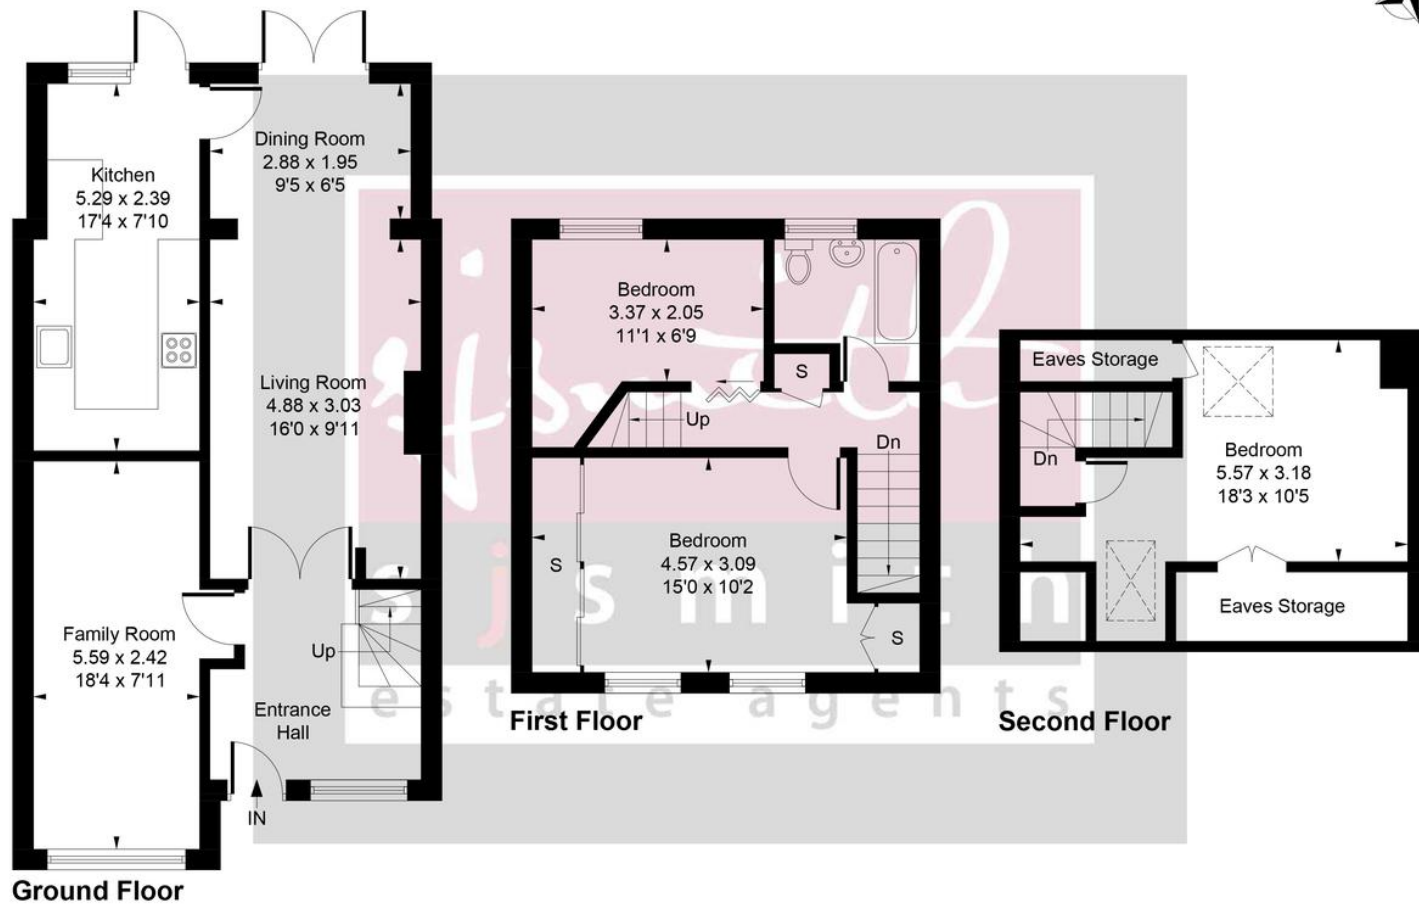 Dining Room
2.88 x 1.95
9'5 x 6'5
Kitchen
5.29 x 2.39
17'4 x 7'10
Living Room
4.88 x 3.03
16'0 x 9'11
Family Room
5.59 x 2.42
18'4 x 7'11
Up
Entrance
Hall
IN
Ground Floor
Bedroom
3.37 x 2.05
11'1 x 6'9
S
Up
Dn
Bedroom
4.57 x 3.09
15'0 x 10'2
S
S
First Floor
Eaves Storage
Dn
Bedroom
5.57 x 3.18
18'3 x 10'5
Eaves Storage
Second Floor
sjsmith
sjsmith
estate agents